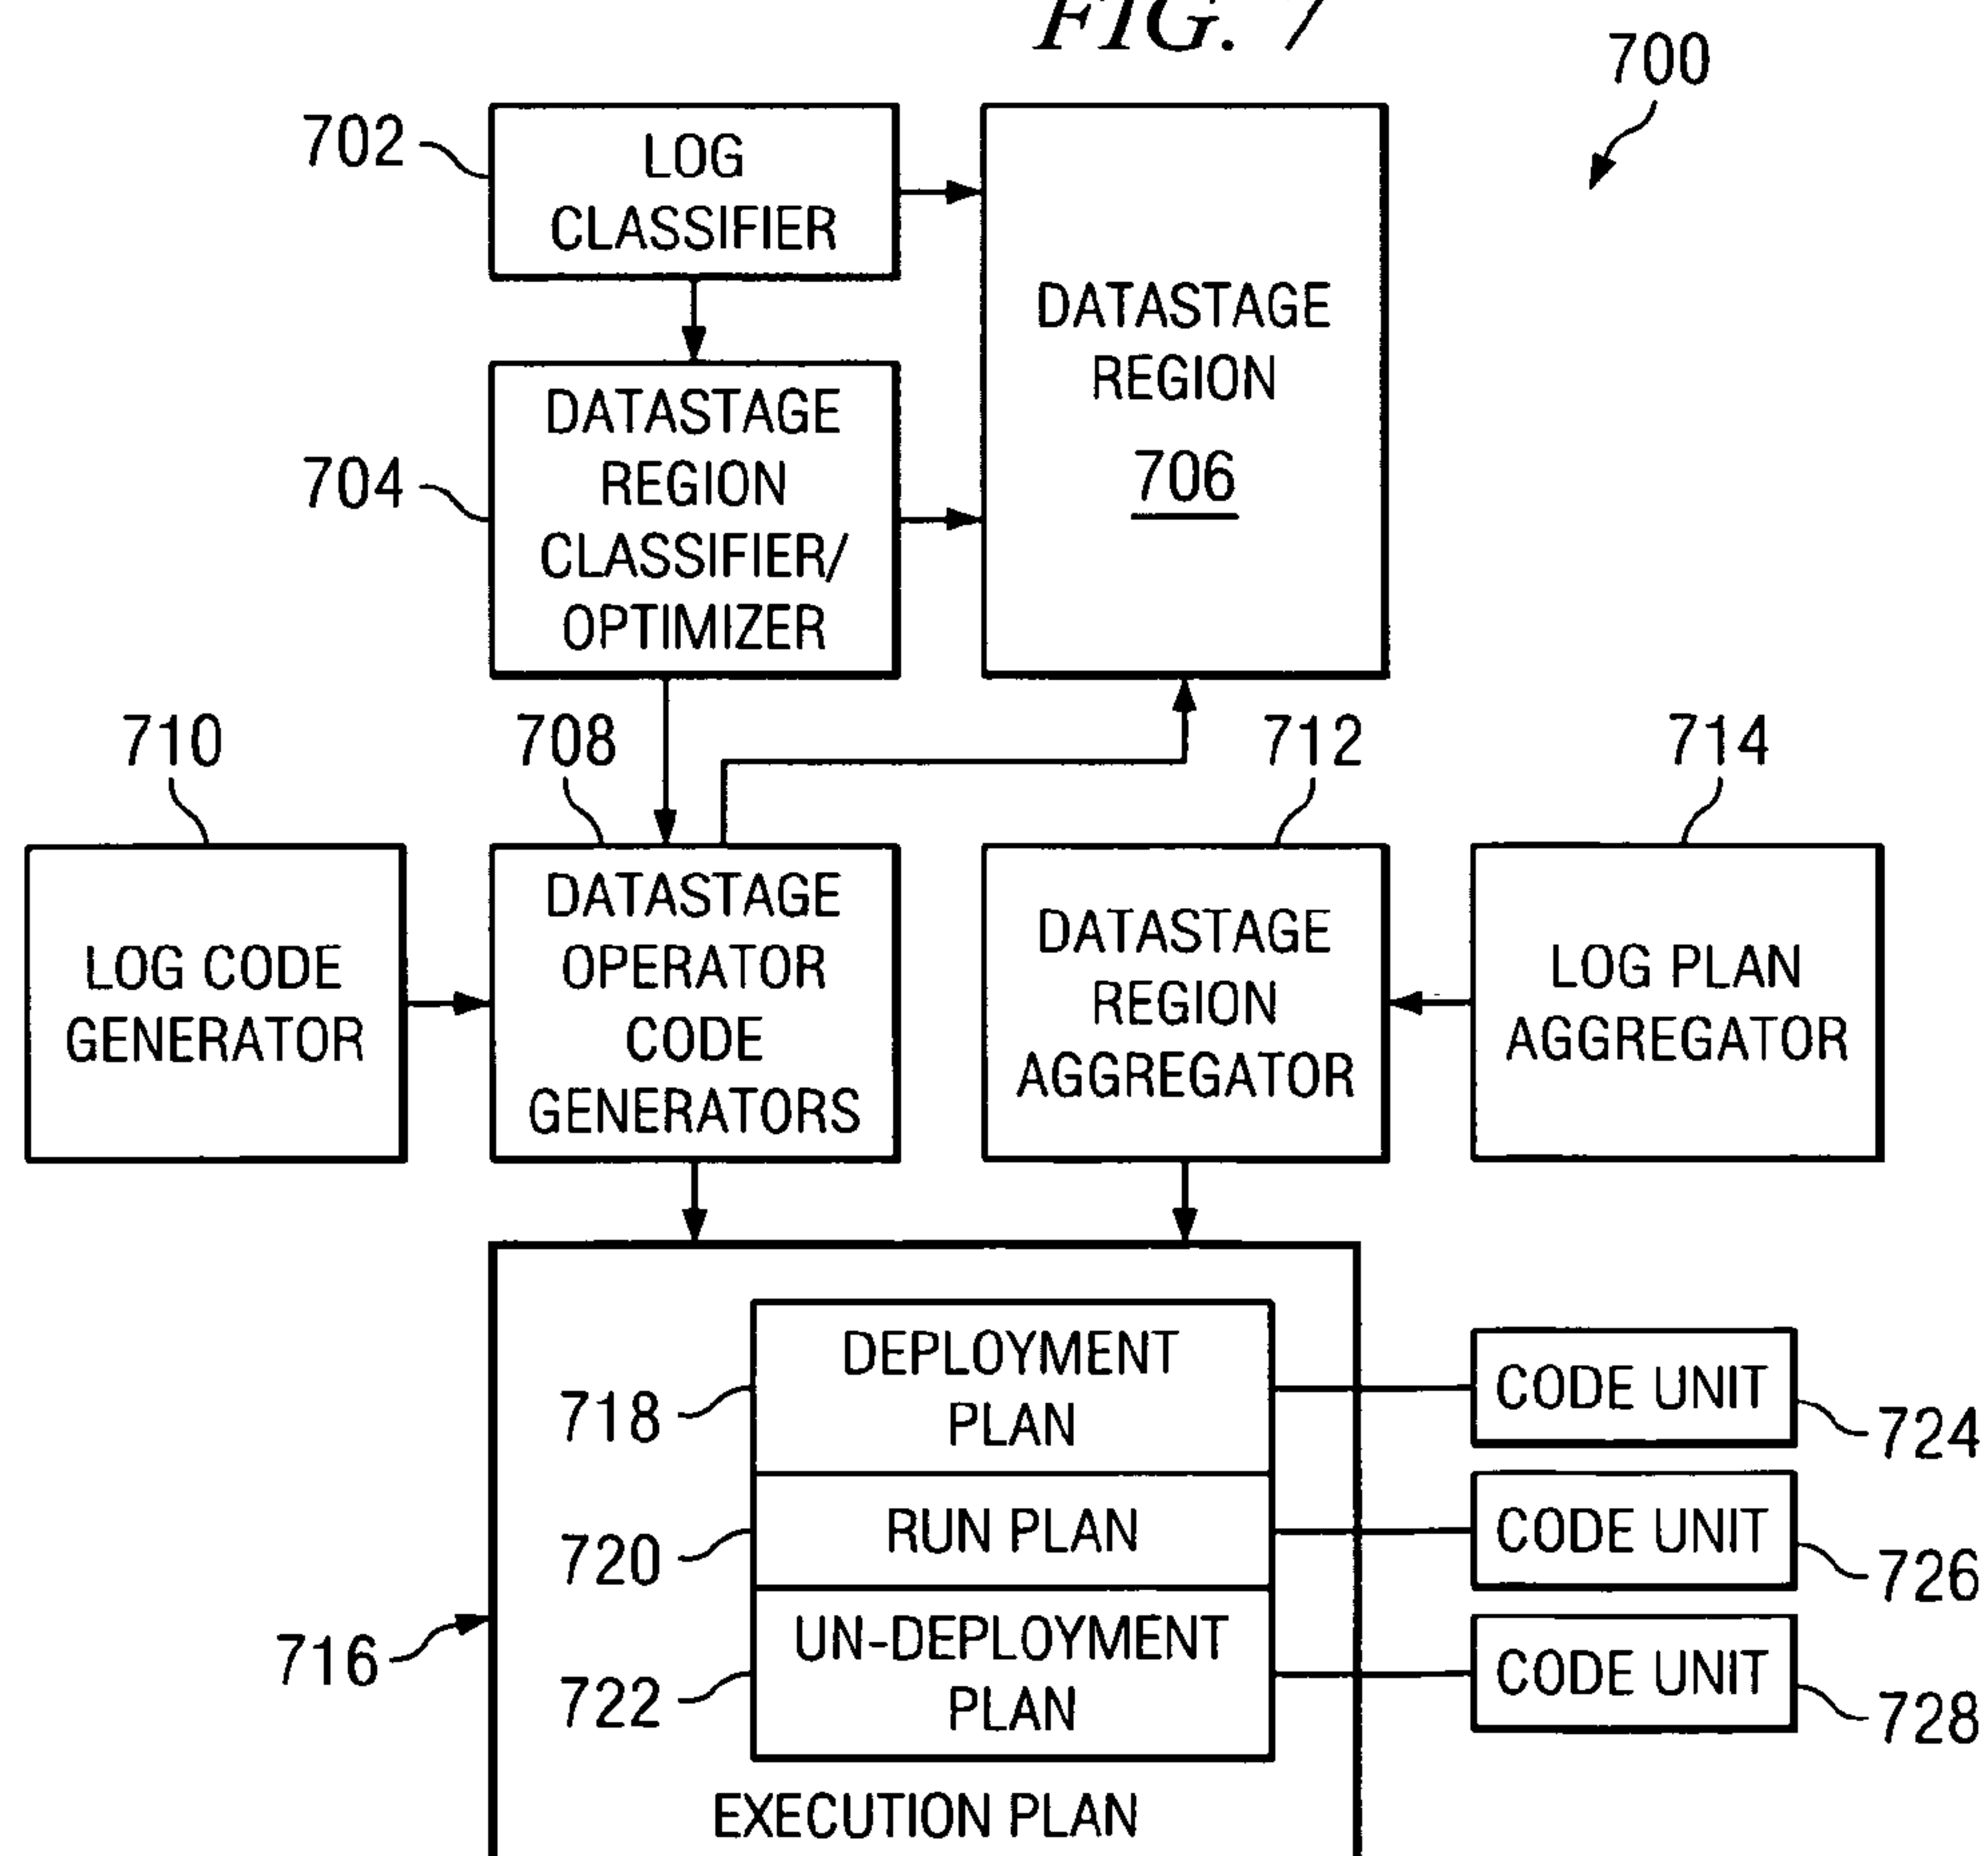 FIG. 7
700
702
LOG
CLASSIFIER
DATASTAGE
REGION
706
704
DATASTAGE
REGION
CLASSIFIER/
OPTIMIZER
710
708
712
714
LOG CODE
GENERATOR
DATASTAGE
OPERATOR
CODE
GENERATORS
DATASTAGE
REGION
AGGREGATOR
LOG PLAN
AGGREGATOR
718
DEPLOYMENT
PLAN
CODE UNIT
724
720
RUN PLAN
CODE UNIT
726
716
722
UN-DEPLOYMENT
PLAN
CODE UNIT
728
EXECUTION PLAN